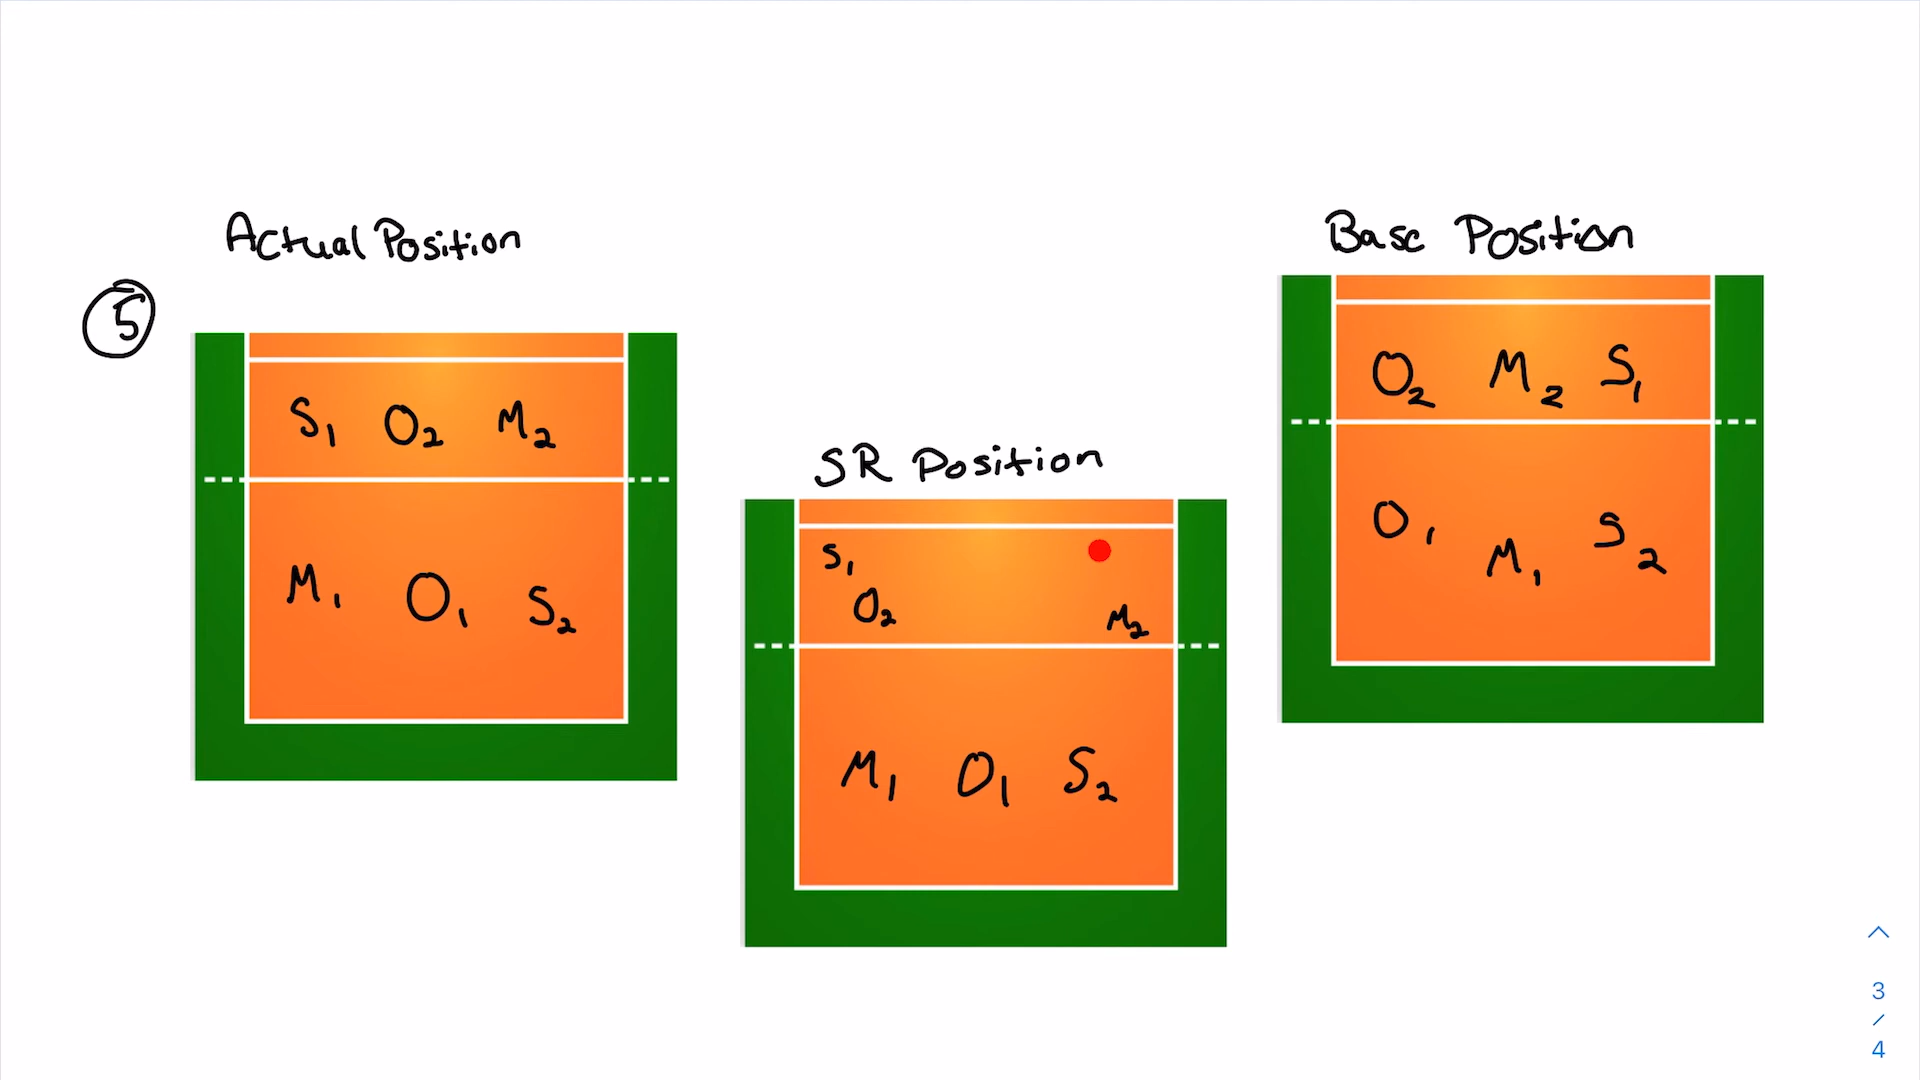 Actual Position
5
S1 O2 M2
M1 O1 S2
SR Position
S1
O2 M2
M1 O1 S2
Base Position
O2 M2 S1
O1 M1 S2
3
/
4